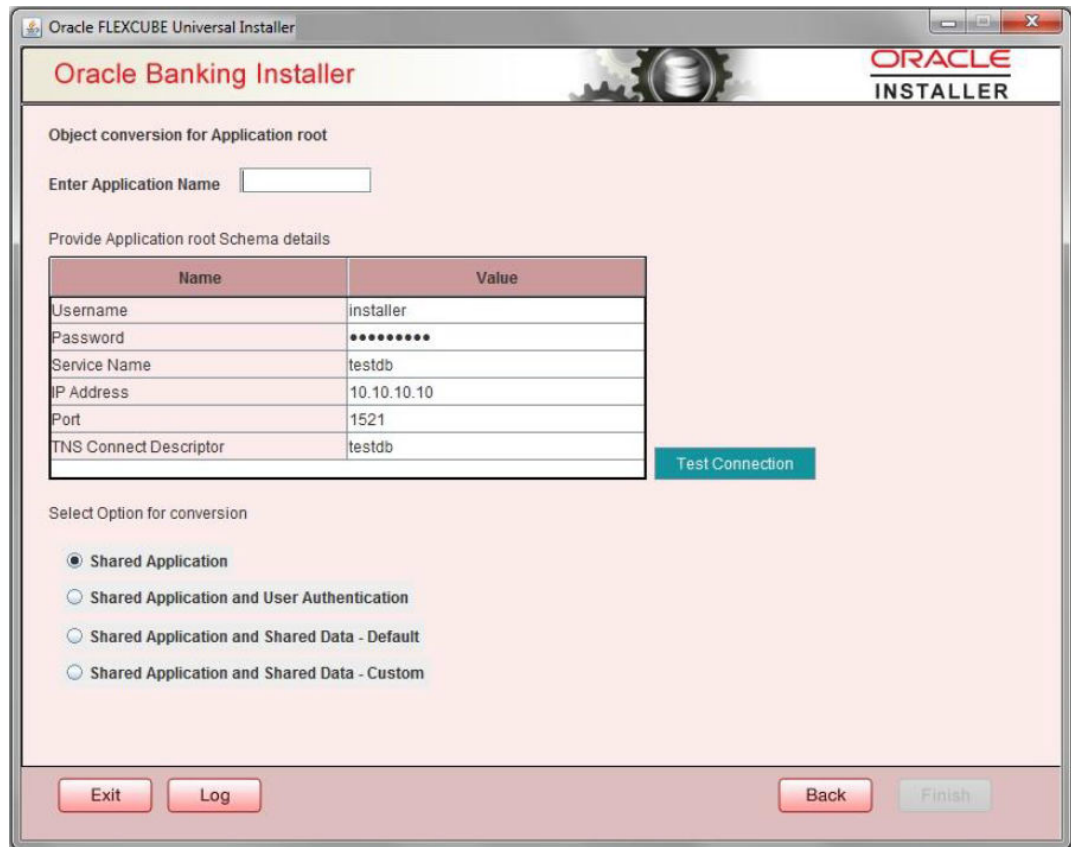 Oracle FLEXCUBE Universal Installer
Oracle Banking Installer
ORACLE
INSTALLER
Object conversion for Application root
Enter Application Name
Provide Application root Schema details
Name Value
Username installer
Password •••••••••
Service Name testdb
IP Address 10.10.10.10
Port 1521
TNS Connect Descriptor testdb
Test Connection
Select Option for conversion
Shared Application
Shared Application and User Authentication
Shared Application and Shared Data - Default
Shared Application and Shared Data - Custom
Exit Log Back Finish